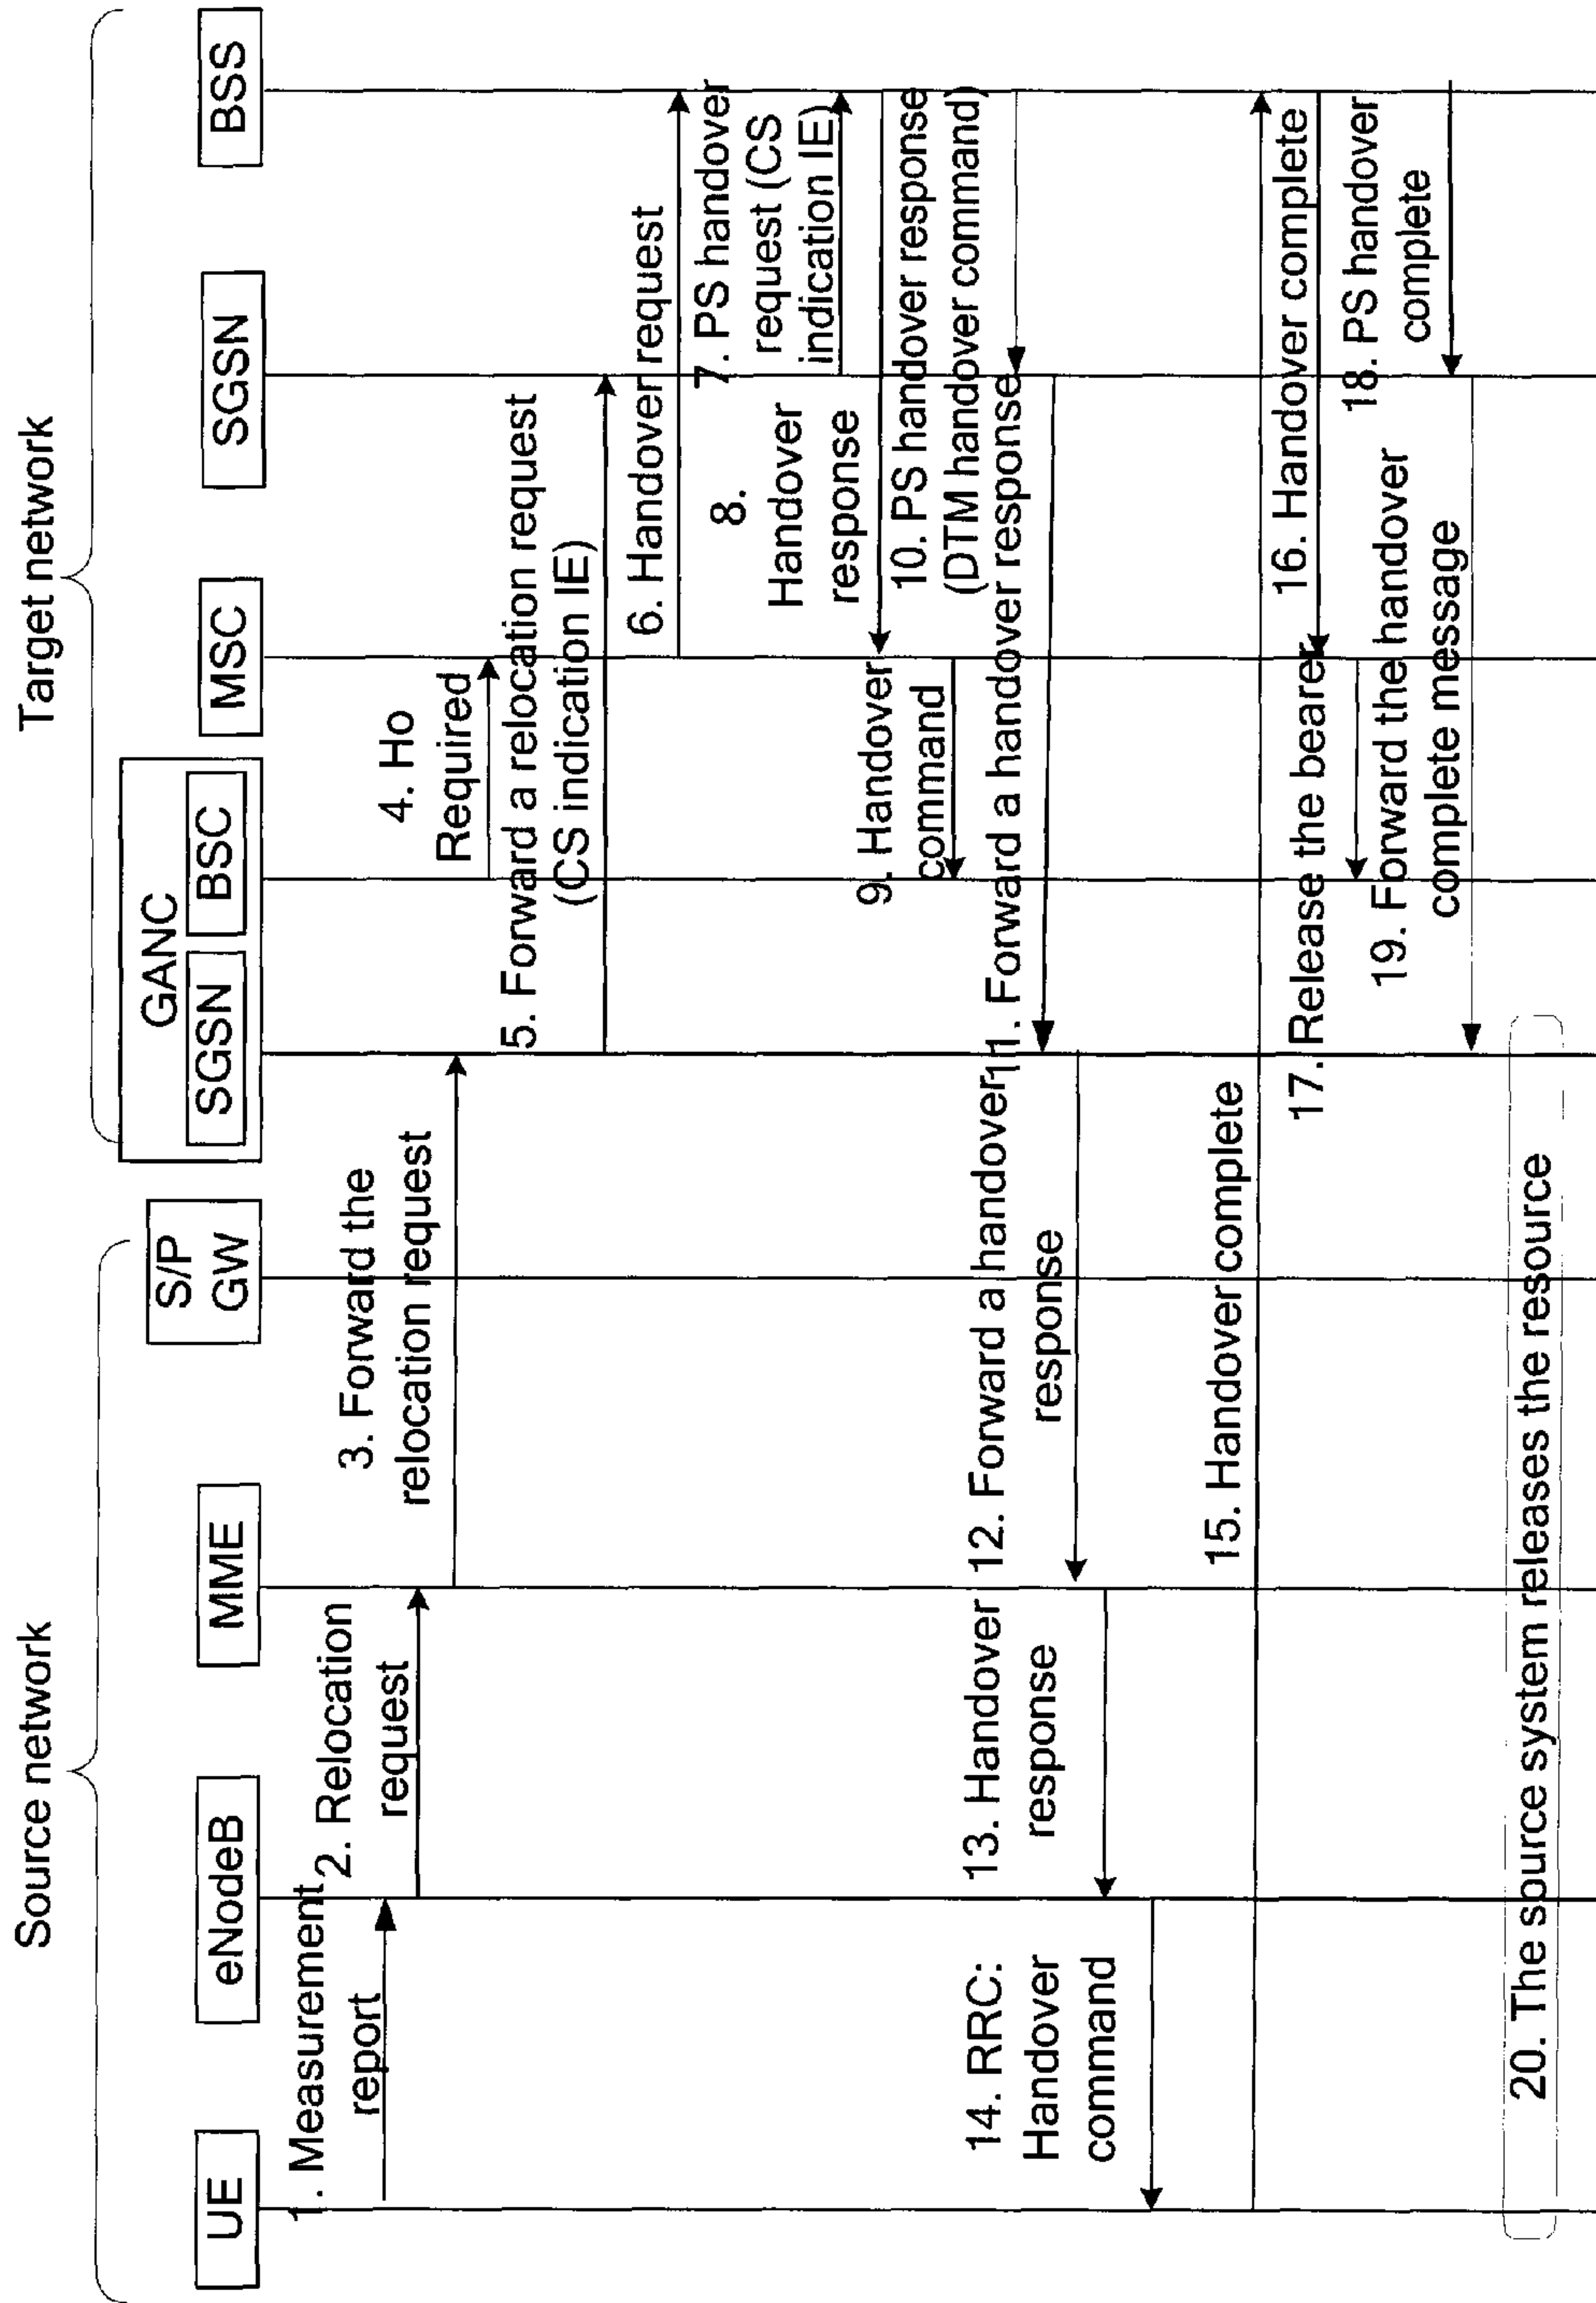 Source network
Target network
UE
eNodeB
MME
S/P
GW
GANC
SGSN
BSC
MSC
SGSN
BSS
1. Measurement
report
2. Relocation
request
3. Forward the
relocation request
4. Ho
Required
5. Forward a relocation request
(CS indication IE)
6. Handover request
7. PS handover
request (CS
indication IE)
8.
Handover
response
9. Handover
command
10. PS handover response
(DTM handover command)
11. Forward a handover response
12. Forward a handover
response
13. Handover
response
14. RRC:
Handover
command
15. Handover complete
16. Handover complete
17. Release the bearer
18. PS handover
complete
19. Forward the handover
complete message
20. The source system releases the resource